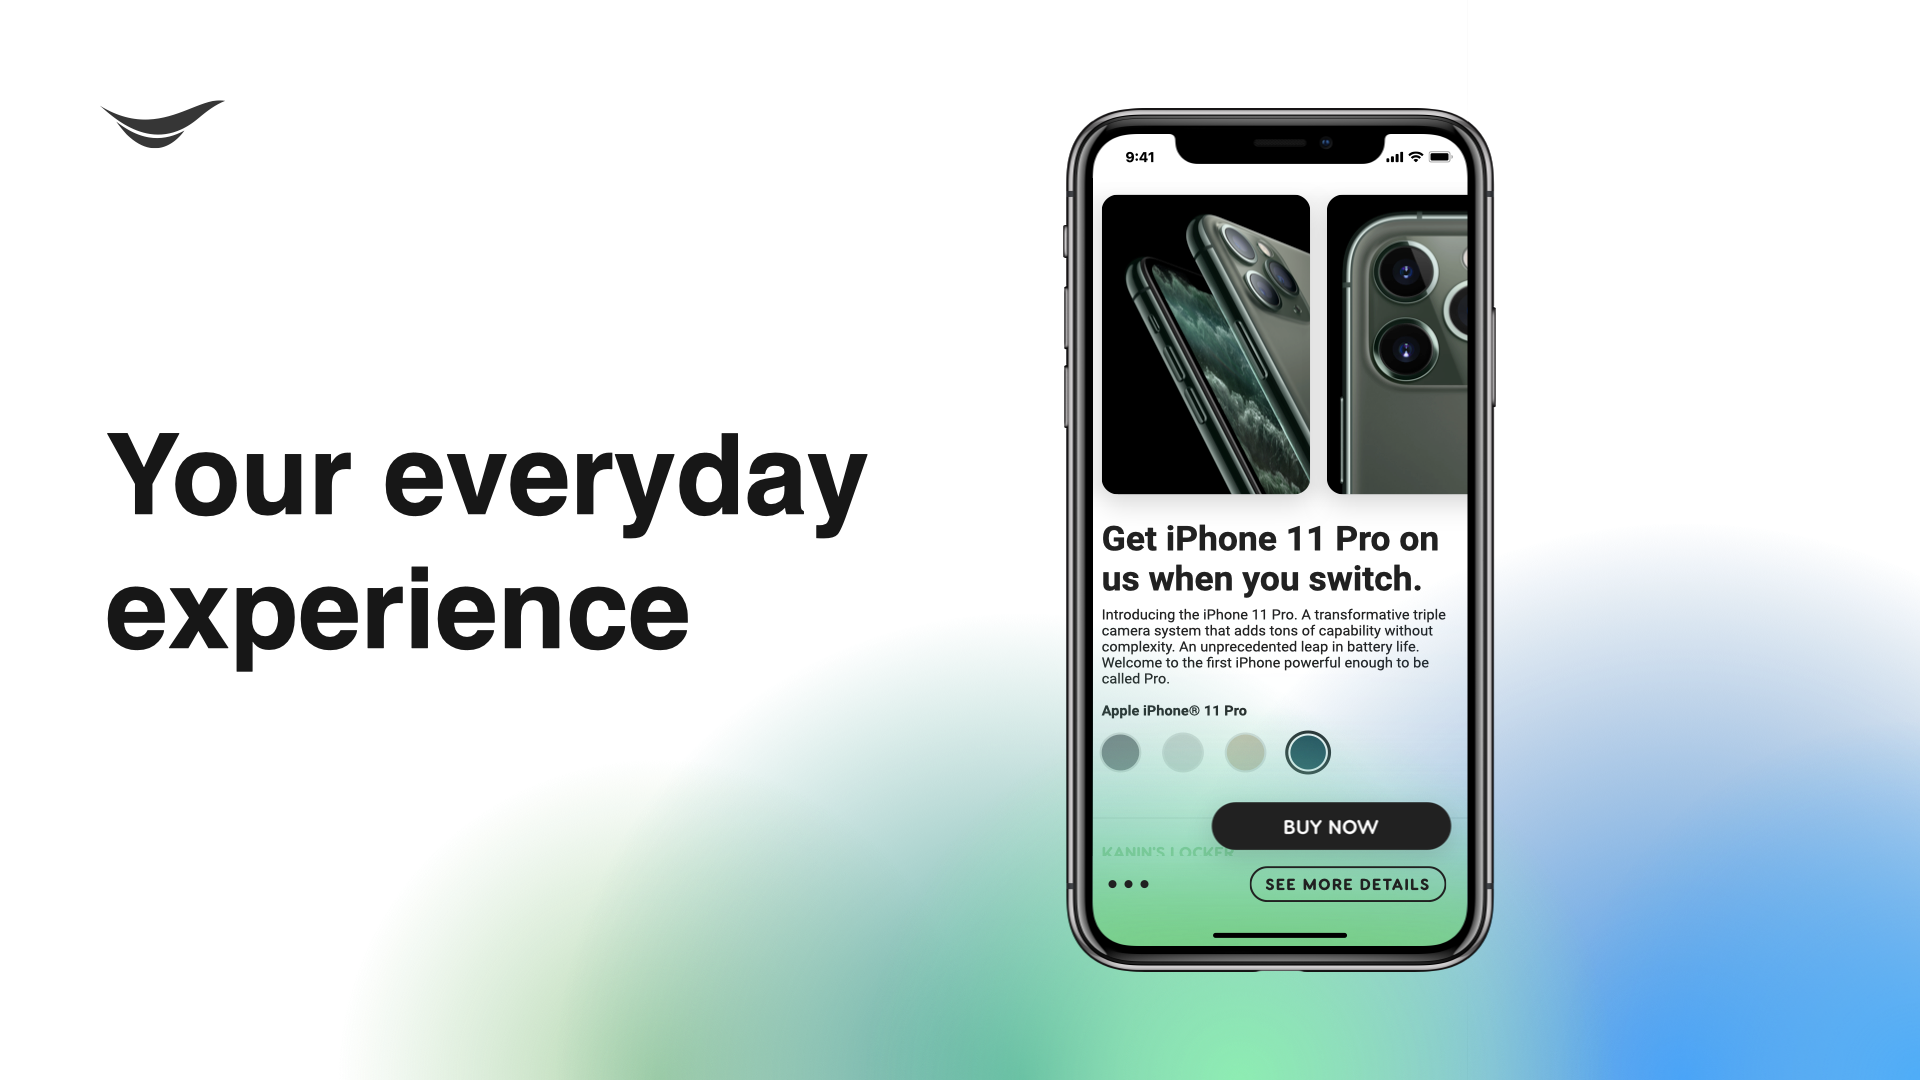 Your everyday
experience
9:41
Get iPhone 11 Pro on
us when you switch.
Introducing the iPhone 11 Pro. A transformative triple
camera system that adds tons of capability without
complexity. An unprecedented leap in battery life.
Welcome to the first iPhone powerful enough to be
called Pro.
Apple iPhone® 11 Pro
BUY NOW
KANIN'S LOCKER
SEE MORE DETAILS